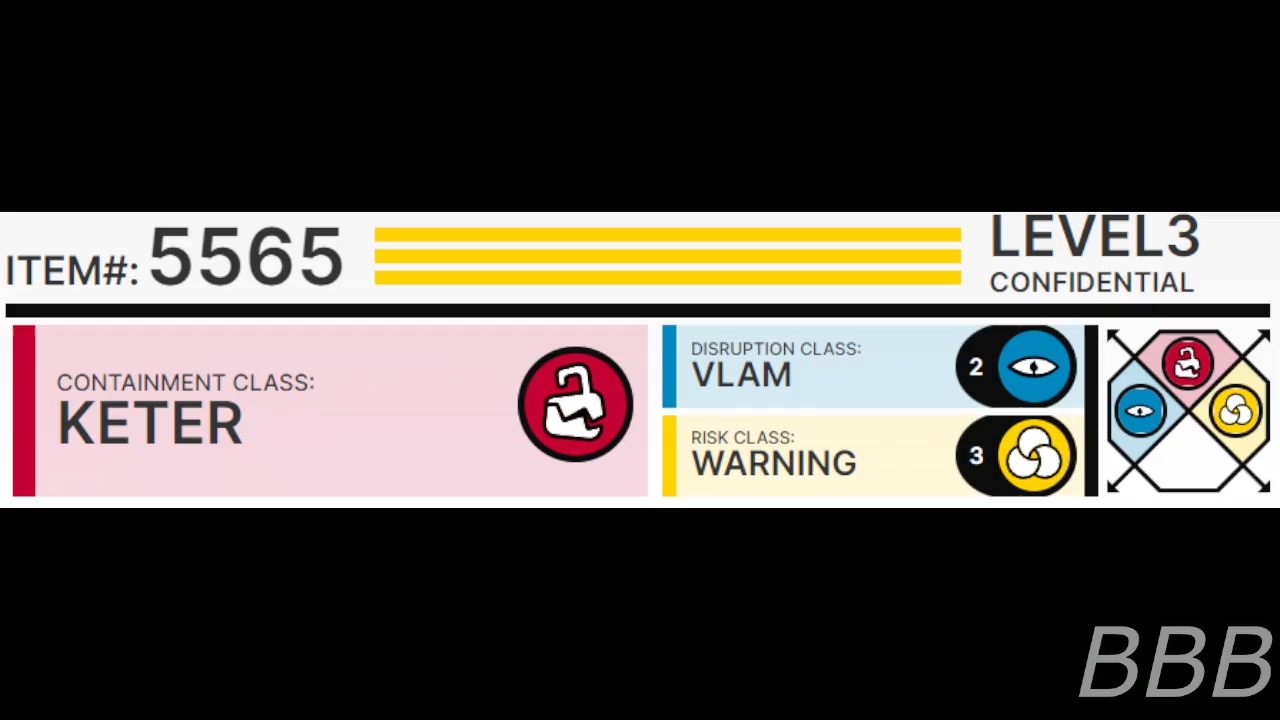 ITEM#: 5565
LEVEL3
CONFIDENTIAL
CONTAINMENT CLASS:
KETER
DISRUPTION CLASS:
VLAM
2
RISK CLASS:
WARNING
3
BBB